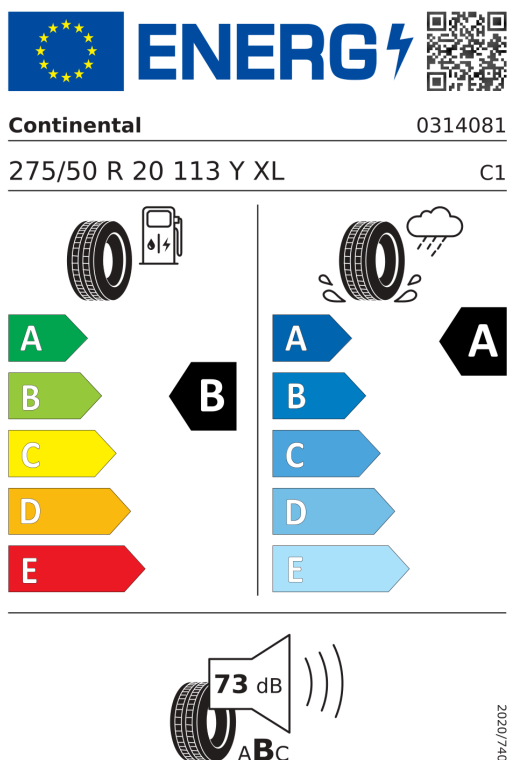 ENERG
Continental 0314081
275/50 R 20 113 Y XL C1
A A A
B B B
C C
D D
E E
73 dB
ABC
2020/740